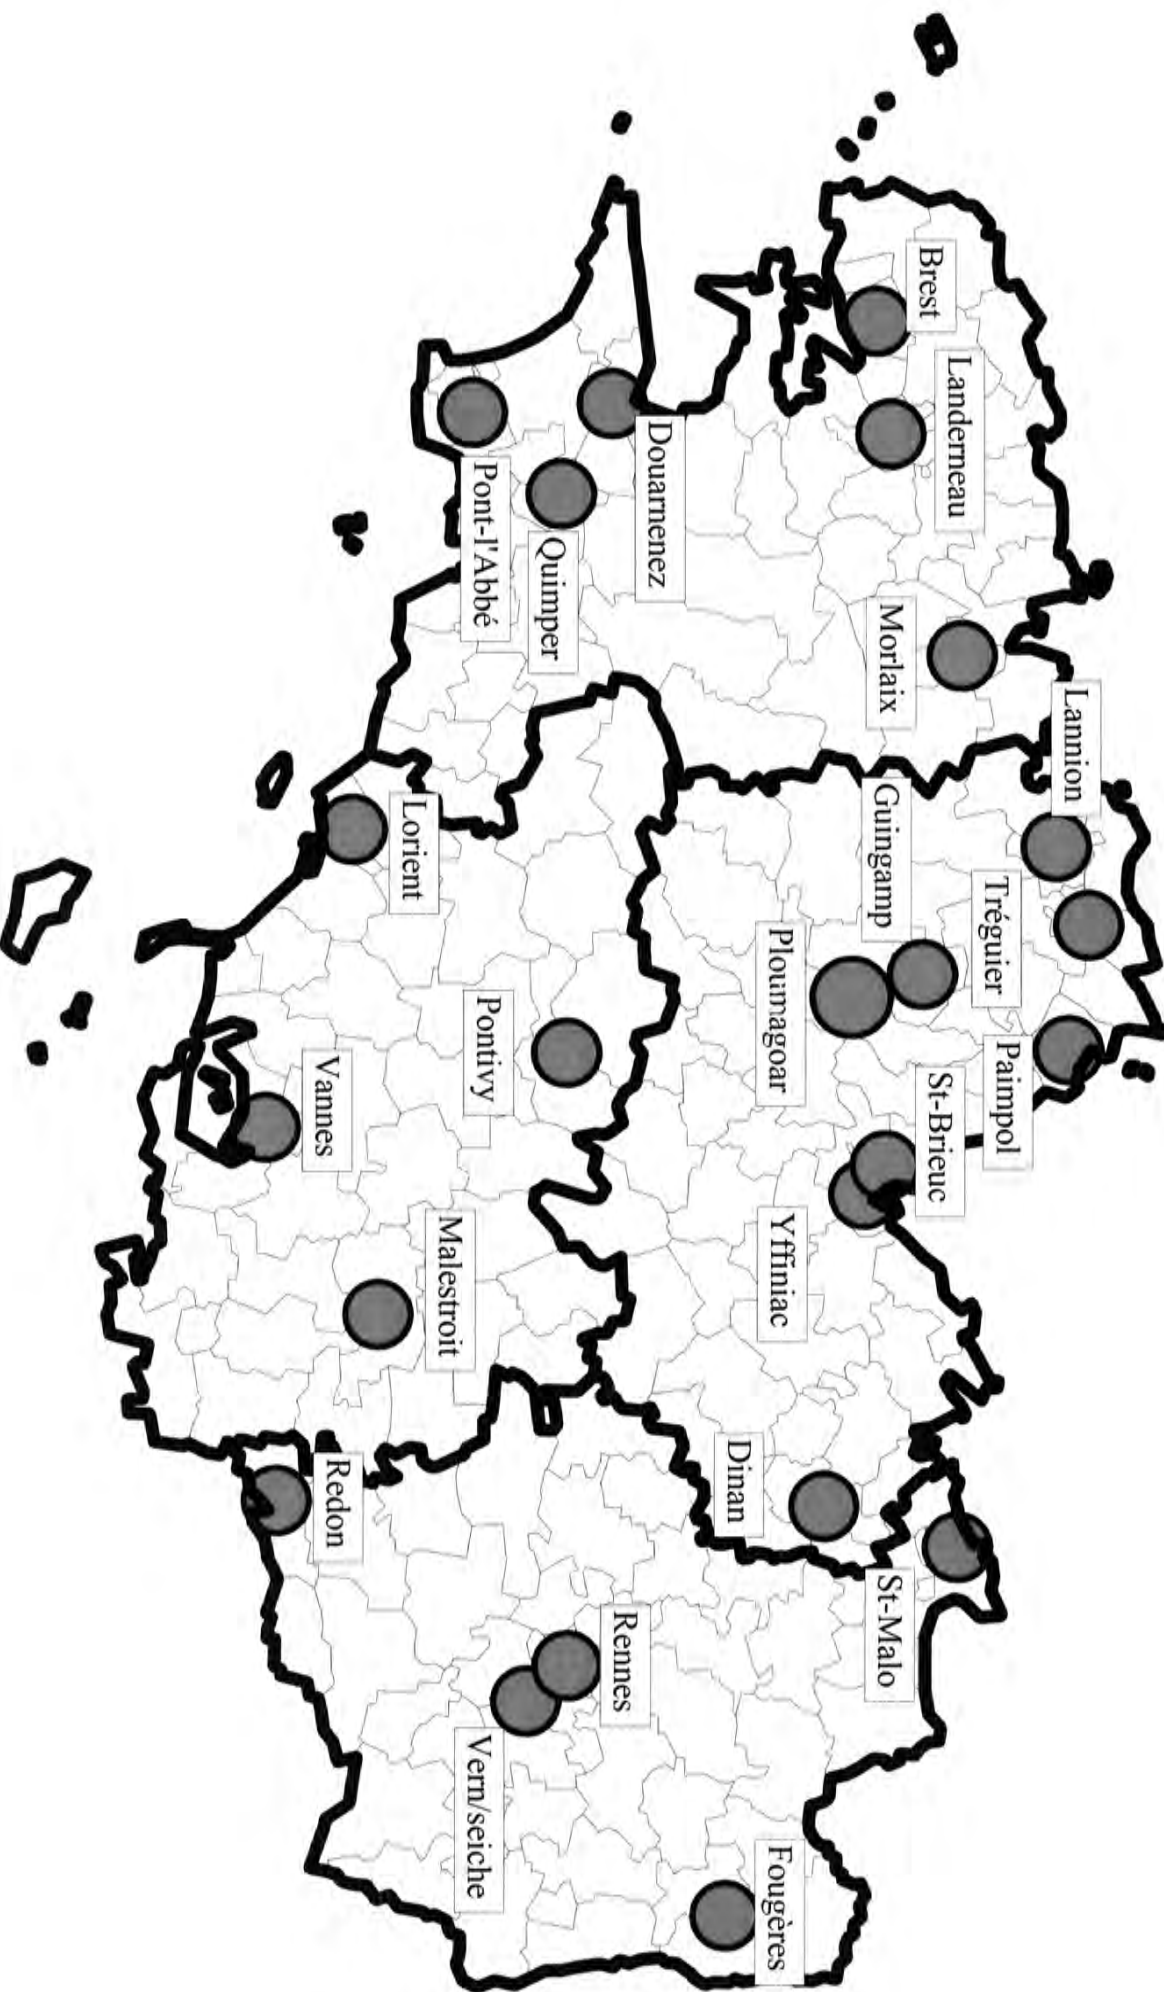 Lannion
Tréguier
Paimpol
Morlaix
Guingamp
St-Brieuc
Landerneau
Brest
Ploumagoar
Yffiniac
St-Malo
Dinan
Fougères
Douarnenez
Quimper
Pont-l'Abbé
Pontivy
Rennes
Lorient
Malestroit
Vern/seiche
Vannes
Redon